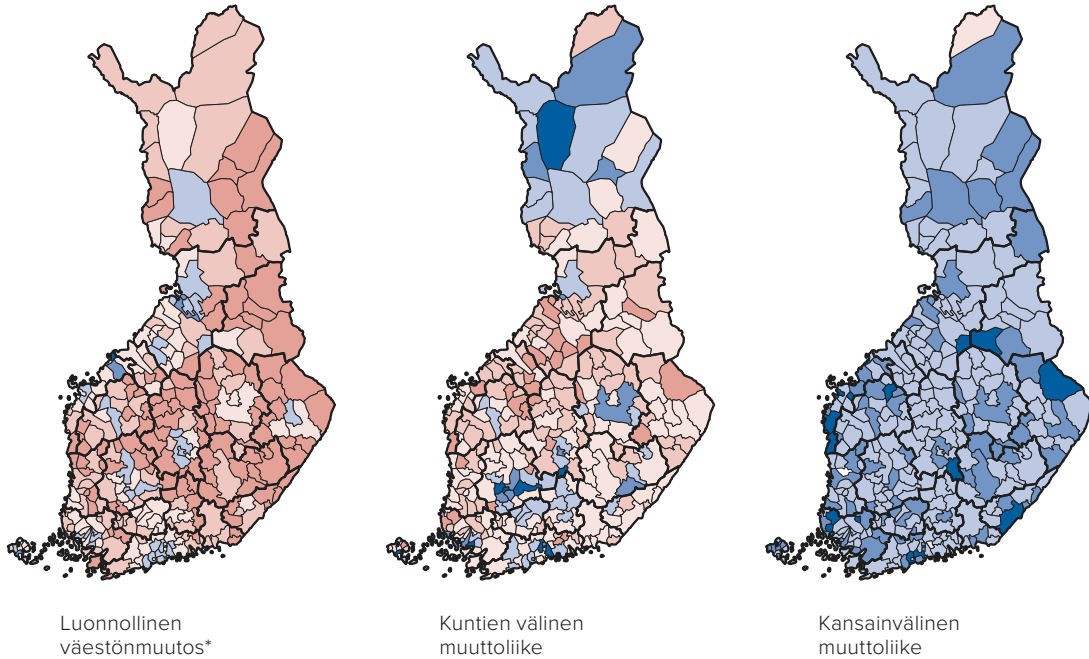 Luonnollinen
väestönmuutos*
Kuntien välinen
muuttoliike
Kansainvälinen
muuttoliike